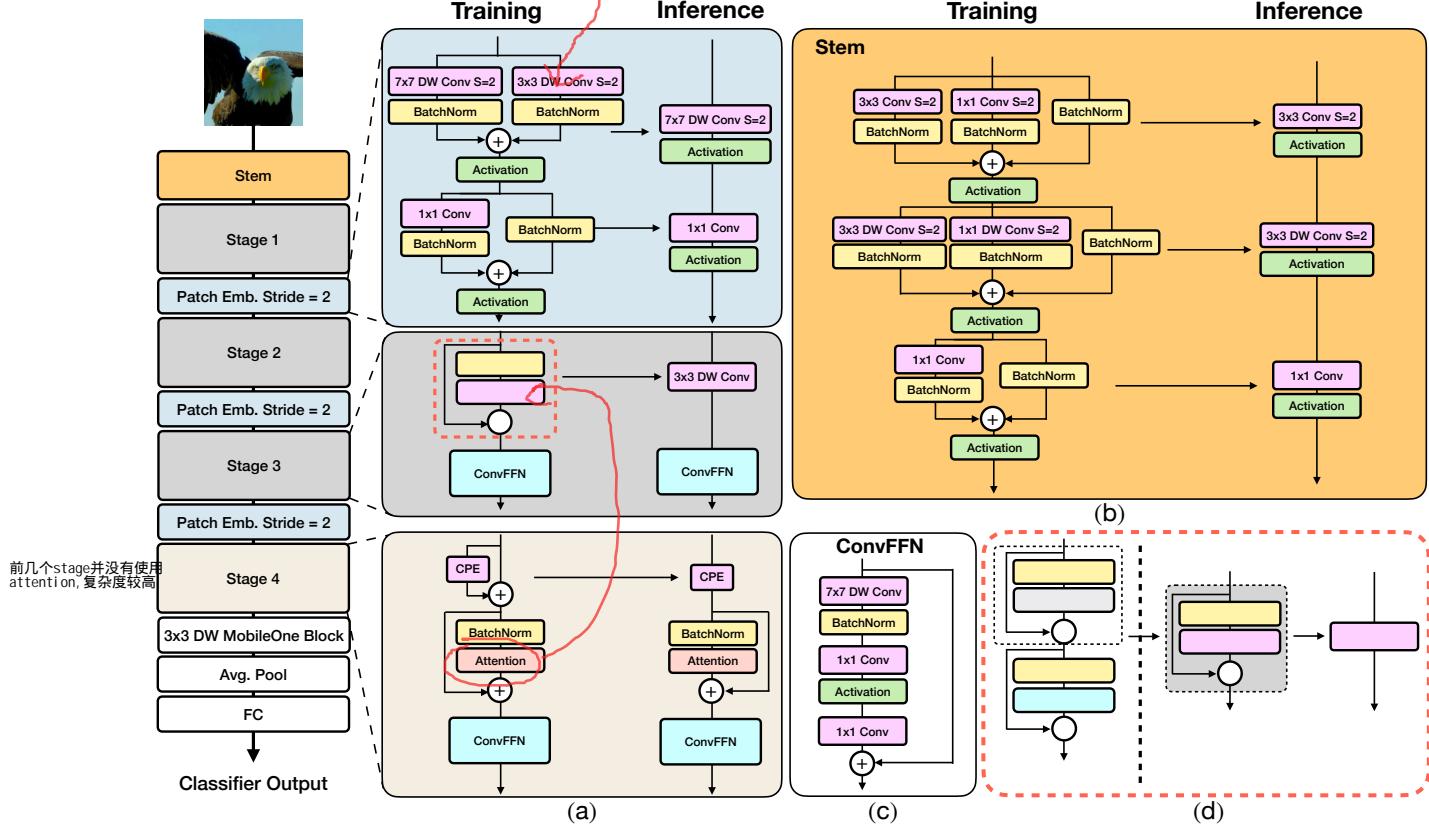 Training
Inference
Training
Inference
Stem
Stage 1
Patch Emb. Stride = 2
Stage 2
Patch Emb. Stride = 2
Stage 3
Patch Emb. Stride = 2
Stage 4
3x3 DW MobileOne Block
Avg. Pool
FC
Classifier Output
前几个stage并没有使用
attention,复杂度较高
7x7 DW Conv S=2
3x3 DW Conv S=2
BatchNorm
BatchNorm
+
Activation
7x7 DW Conv S=2
Activation
1x1 Conv
BatchNorm
BatchNorm
+
Activation
1x1 Conv
Activation
3x3 DW Conv
ConvFFN
ConvFFN
CPE
+
BatchNorm
Attention
+
ConvFFN
CPE
BatchNorm
Attention
+
ConvFFN
(a)
Stem
3x3 Conv S=2
1x1 Conv S=2
BatchNorm
BatchNorm
BatchNorm
+
Activation
3x3 Conv S=2
Activation
3x3 DW Conv S=2
1x1 DW Conv S=2
BatchNorm
BatchNorm
BatchNorm
+
Activation
3x3 DW Conv S=2
Activation
1x1 Conv
BatchNorm
BatchNorm
+
Activation
1x1 Conv
Activation
(b)
ConvFFN
7x7 DW Conv
BatchNorm
1x1 Conv
Activation
1x1 Conv
+
(c)
(d)